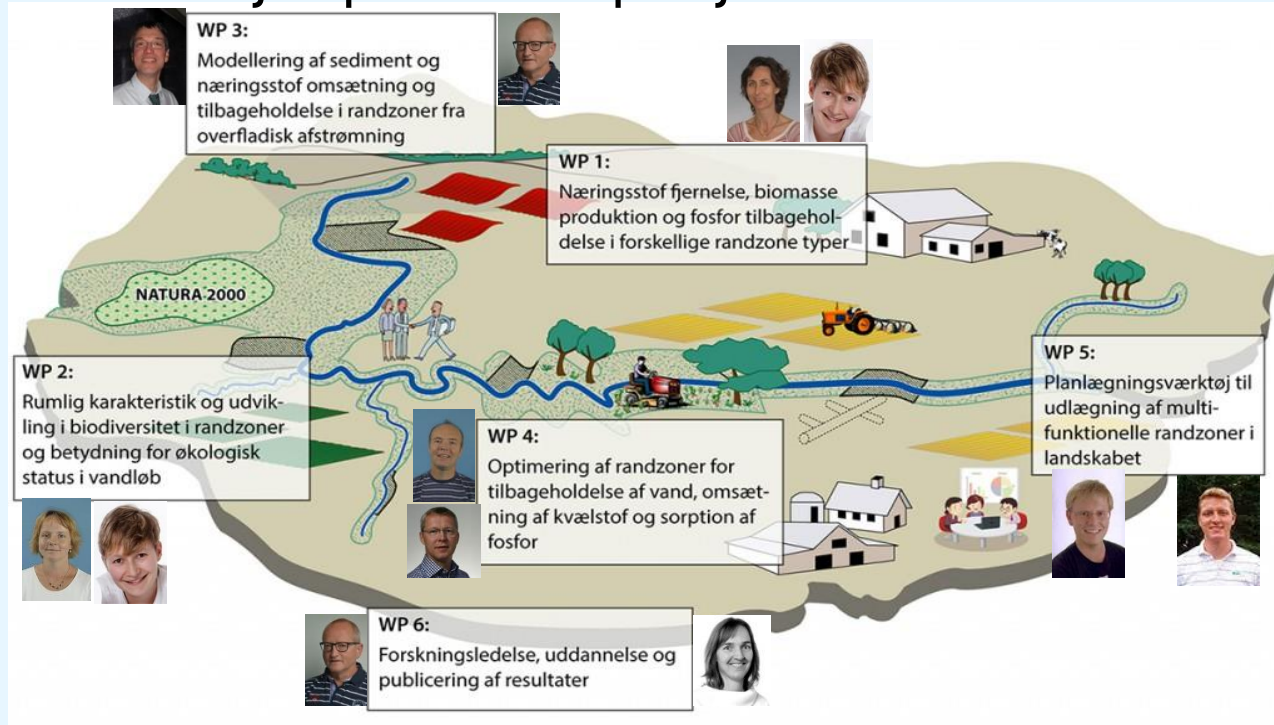 WP 3:
Modellering af sediment og
næringsstof omsætning og
tilbageholdelse i randzoner fra
overfladisk afstrømning
WP 1:
Næringsstof fjernelse, biomasse
produktion og fosfor tilbagehol-
delse i forskellige randzone typer
NATURA 2000
WP 2:
Rumlig karakteristik og udvik-
ling i biodiversitet i randzoner
og betydning for økologisk
status i vandløb
WP 4:
Optimering af randzoner for
tilbageholdelse af vand, omsæt-
ning af kvælstof og sorption af
fosfor
WP 5:
Planlægningsværktøj til
udlægning af multi-
funktionelle randzoner i
landskabet
WP 6:
Forskningsledelse, uddannelse og
publicering af resultater